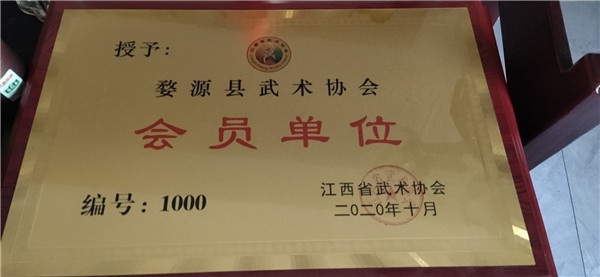 授予：
婺源县武术协会
会员单位
江西省武术协会
编号：1000
二〇二〇年十月